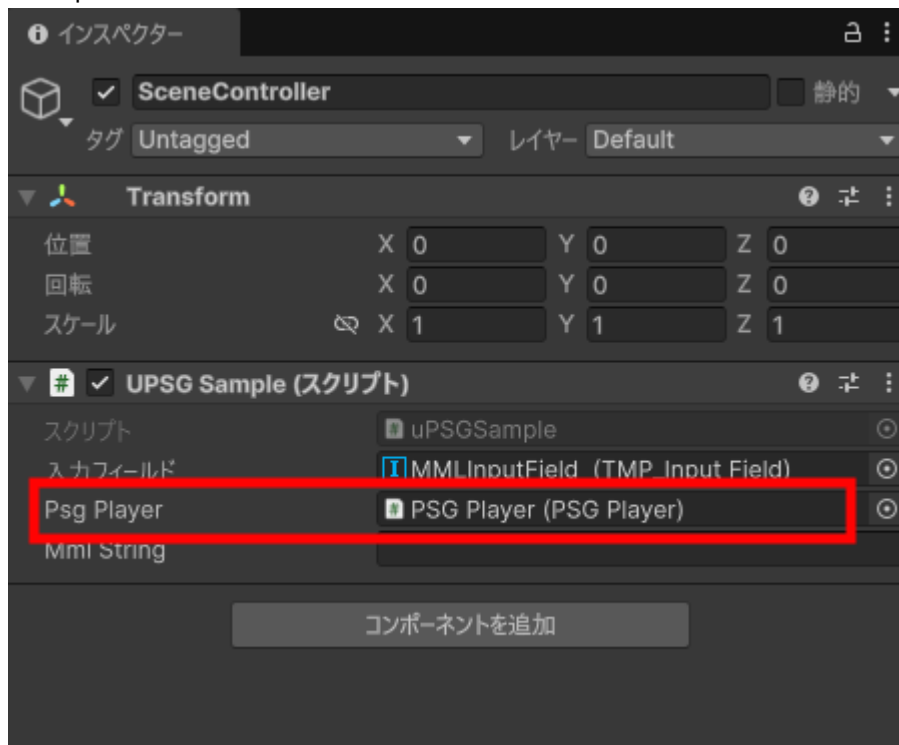 インスペクター
SceneController 静的
タグ Untagged レイヤー Default
Transform
位置 X 0 Y 0 Z 0
回転 X 0 Y 0 Z 0
スケール X 1 Y 1 Z 1
# UPSG Sample (スクリプト)
スクリプト # uPSGSample
入力フィールド I MMLInputField (TMP_Input Field)
Psg Player # PSG Player (PSG Player)
Mml String
コンポーネントを追加